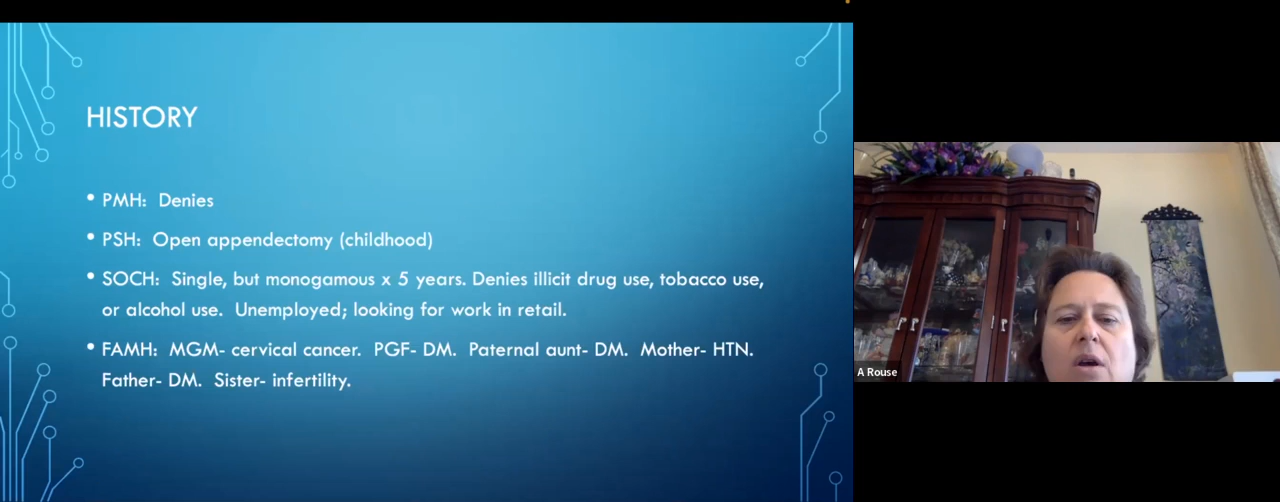 HISTORY
• PMH: Denies
• PSH: Open appendectomy (childhood)
• SOCH: Single, but monogamous x 5 years. Denies illicit drug use, tobacco use,
or alcohol use. Unemployed; looking for work in retail.
• FAMH: MGM- cervical cancer. PGF- DM. Paternal aunt- DM. Mother- HTN.
Father- DM. Sister- infertility.
A Rouse